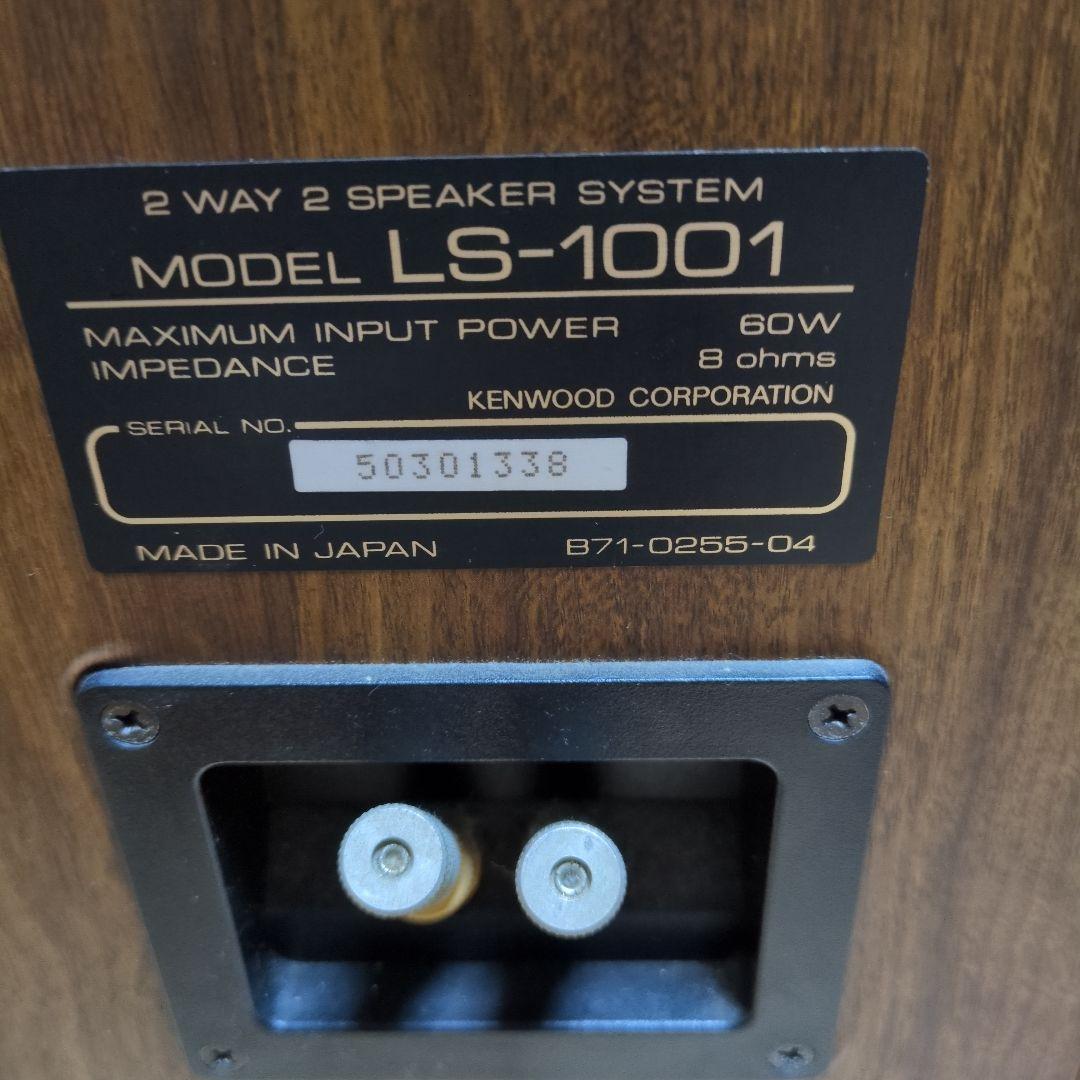 2 WAY 2 SPEAKER SYSTEM
MODEL LS-1001
MAXIMUM INPUT POWER 60W
IMPEDANCE 8 ohms
KENWOOD CORPORATION
SERIAL NO.
50301338
MADE IN JAPAN B71-0255-04